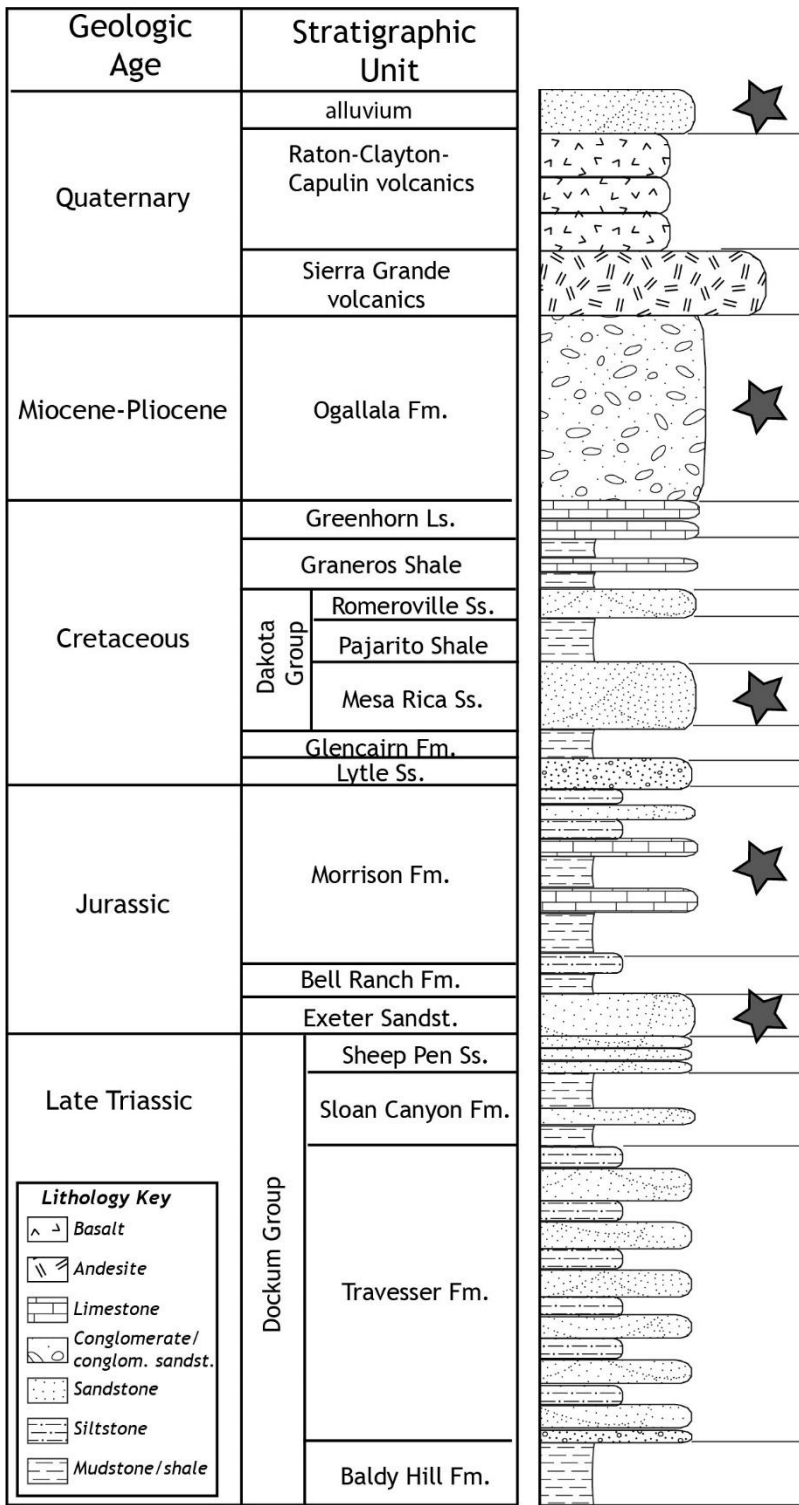 Geologic
Age
Stratigraphic
Unit
Quaternary
alluvium
Raton-Clayton-
Capulin volcanics
Sierra Grande
volcanics
Miocene-Pliocene
Ogallala Fm.
Cretaceous
Greenhorn Ls.
Graneros Shale
Dakota
Group
Romeroville Ss.
Pajarito Shale
Mesa Rica Ss.
Glencairn Fm.
Lytle Ss.
Jurassic
Morrison Fm.
Bell Ranch Fm.
Exeter Sandst.
Late Triassic
Dockum Group
Sheep Pen Ss.
Sloan Canyon Fm.
Travesser Fm.
Baldy Hill Fm.
Lithology Key
Basalt
Andesite
Limestone
Conglomerate/
conglom. sandst.
Sandstone
Siltstone
Mudstone/shale